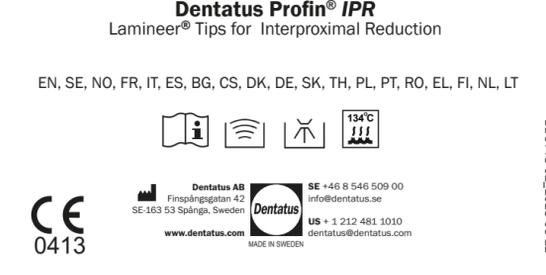 Dentatus Profin® IPR
Lamineer® Tips for Interproximal Reduction
EN, SE, NO, FR, IT, ES, BG, CS, DK, DE, SK, TH, PL, PT, RO, EL, FI, NL, LT
i
134°C
CE
0413
Dentatus AB
Finspångsgatan 42
SE-163 53 Spånga, Sweden
www.dentatus.com
Dentatus
MADE IN SWEDEN
SE +46 8 546 509 00
info@dentatus.se
US + 1 212 481 1010
dentatus@dentatus.com